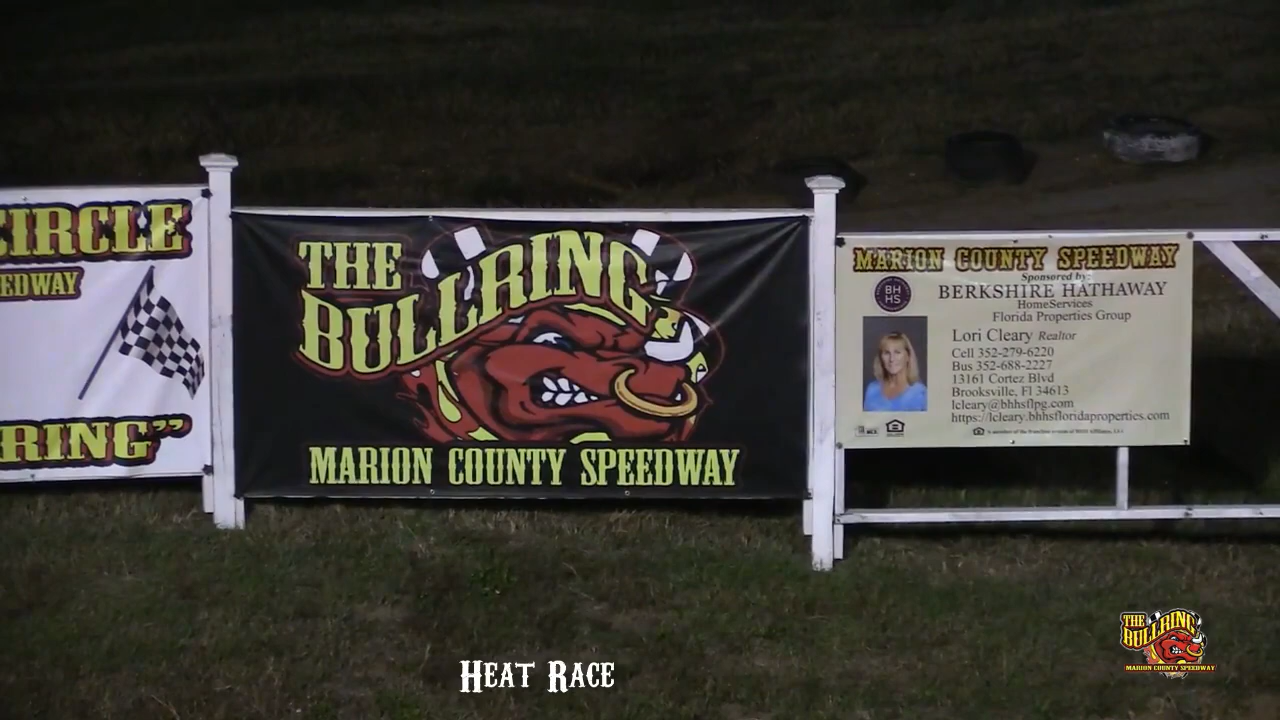 CIRCLE
EEDWAY
RING”
THE
BULLRING
MARION COUNTY SPEEDWAY
MARION COUNTY SPEEDWAY
Sponsored by:
BH
HS
BERKSHIRE HATHAWAY
HomeServices
Florida Properties Group
Lori Cleary Realtor
Cell 352-279-6220
Bus 352-688-2227
13161 Cortez Blvd
Brooksville, Fl 34613
lcleary@bhhsflpg.com
https://lcleary.bhhsfloridaproperties.com
HEAT RACE
THE
BULLRING
MARION COUNTY SPEEDWAY